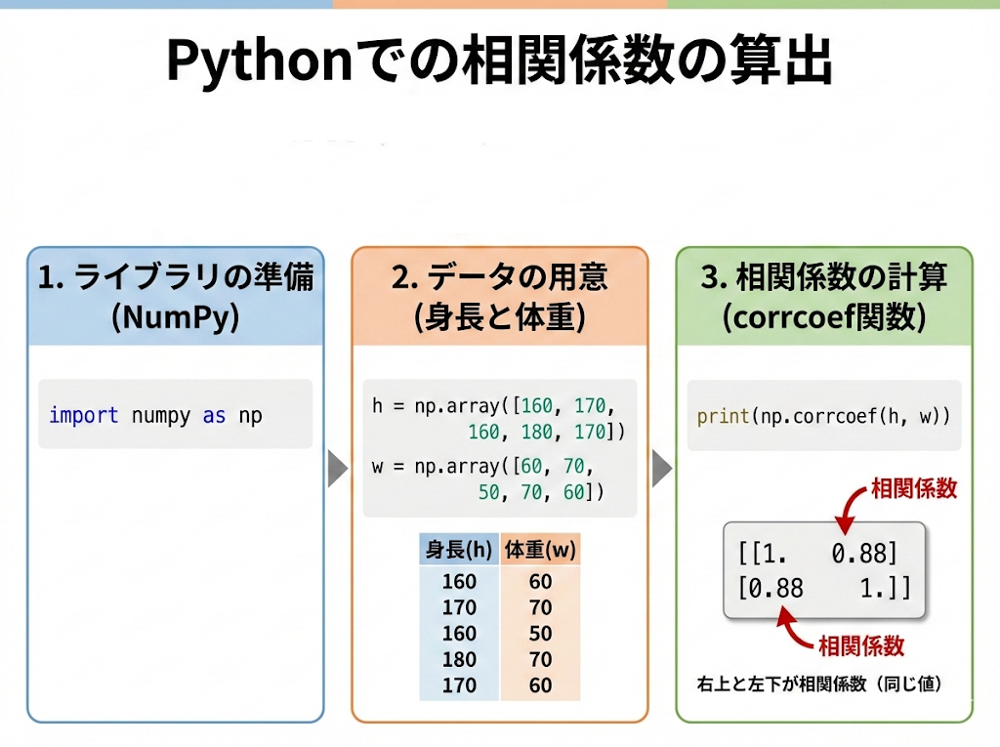 Pythonでの相関係数の算出
1. ライブラリの準備
(NumPy)
import numpy as np
2. データの用意
(身長と体重)
h = np.array([160, 170,
160, 180, 170])
w = np.array([60, 70,
50, 70, 60])
身長(h) 体重(w)
160 60
170 70
160 50
180 70
170 60
3. 相関係数の計算
(corrcoef関数)
print(np.corrcoef(h, w))
相関係数
[[1. 0.88]
[0.88 1.]]
相関係数
右上と左下が相関係数（同じ値）